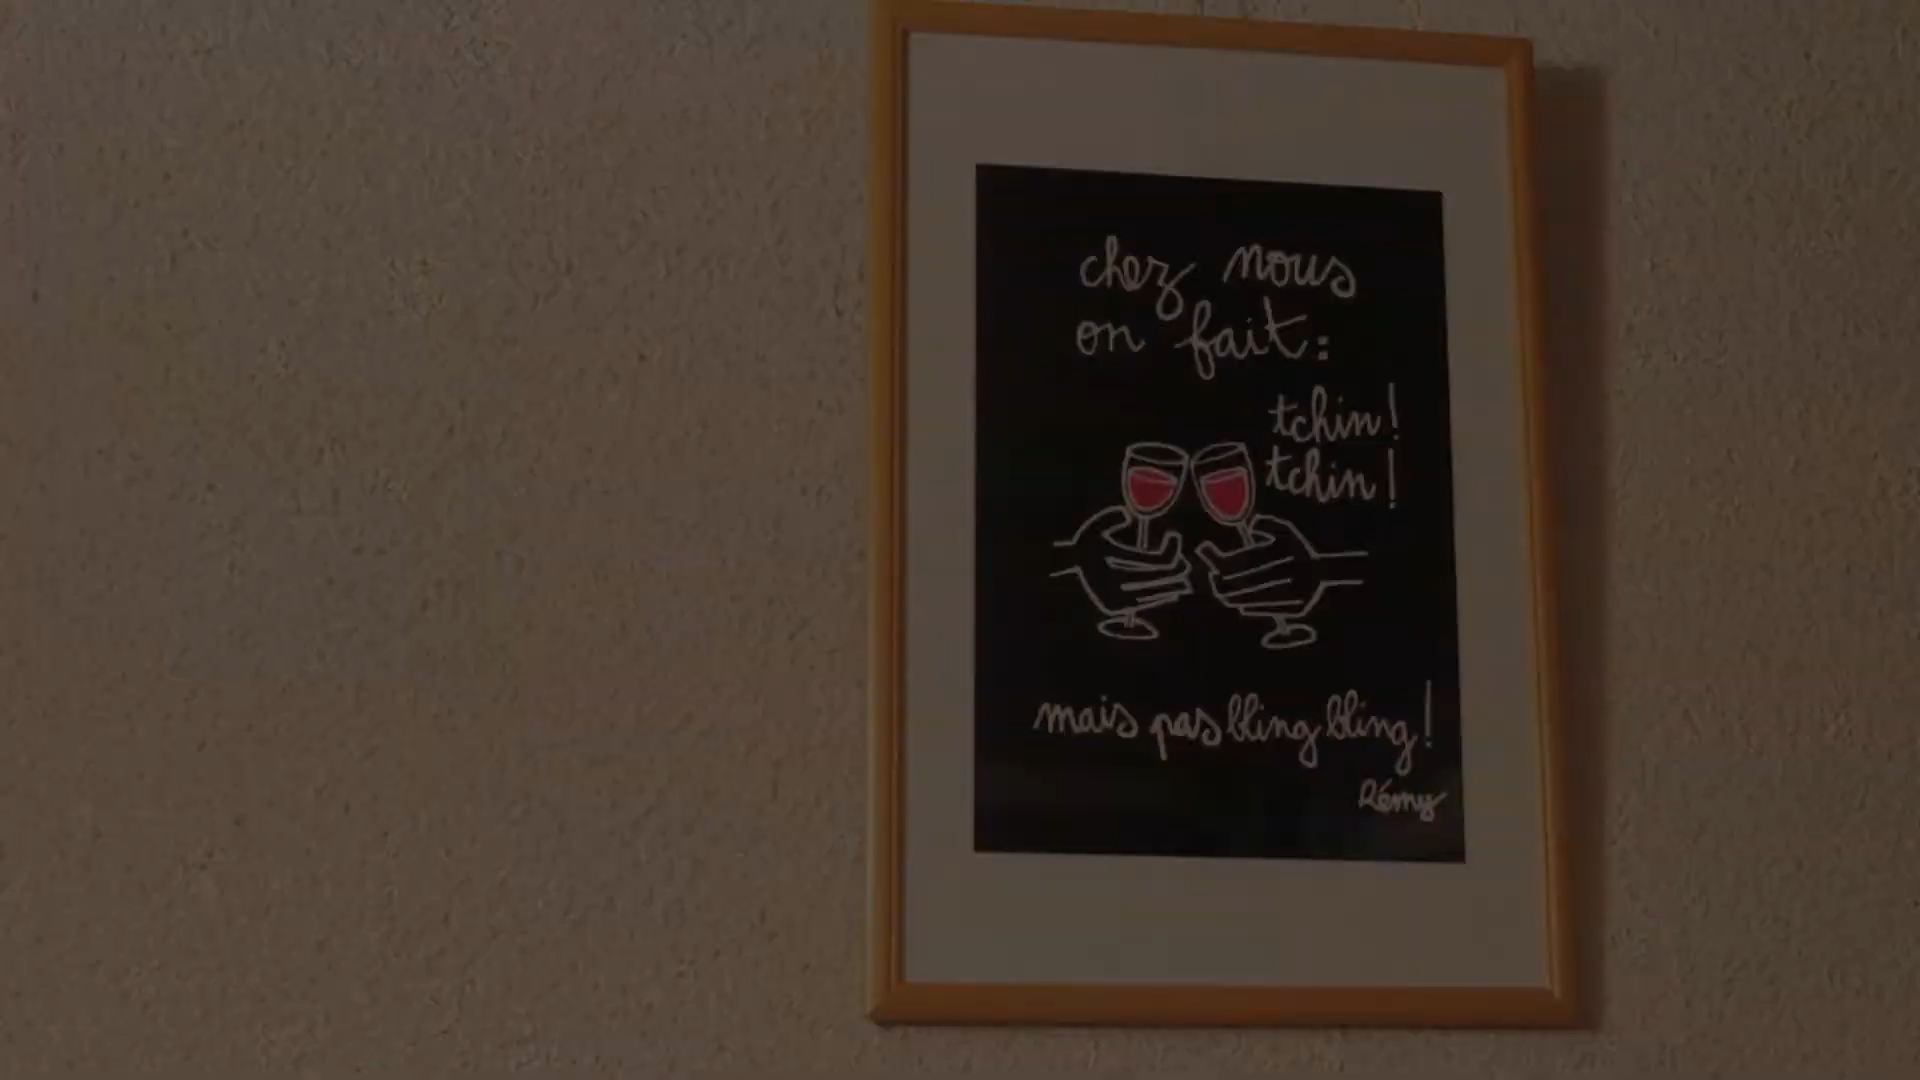 chez nous
on fait :
tchin !
tchin !
mais pas bling bling !
Rémy